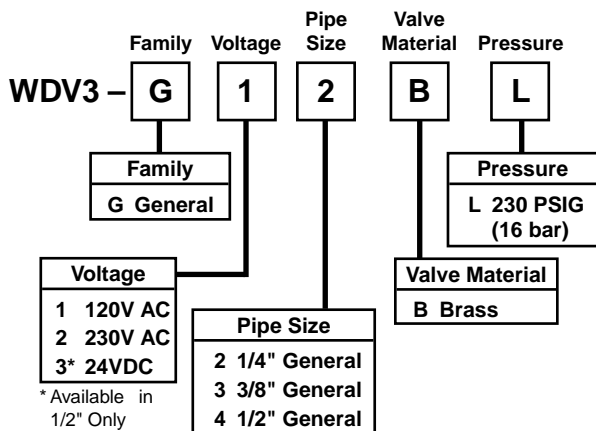 Family Voltage Pipe Size Valve Material Pressure
WDV3 – G 1 2 B L
Family
G General
Pressure
L 230 PSIG
(16 bar)
Voltage
1 120V AC
2 230V AC
3* 24VDC
* Available in
1/2" Only
Pipe Size
2 1/4" General
3 3/8" General
4 1/2" General
Valve Material
B Brass